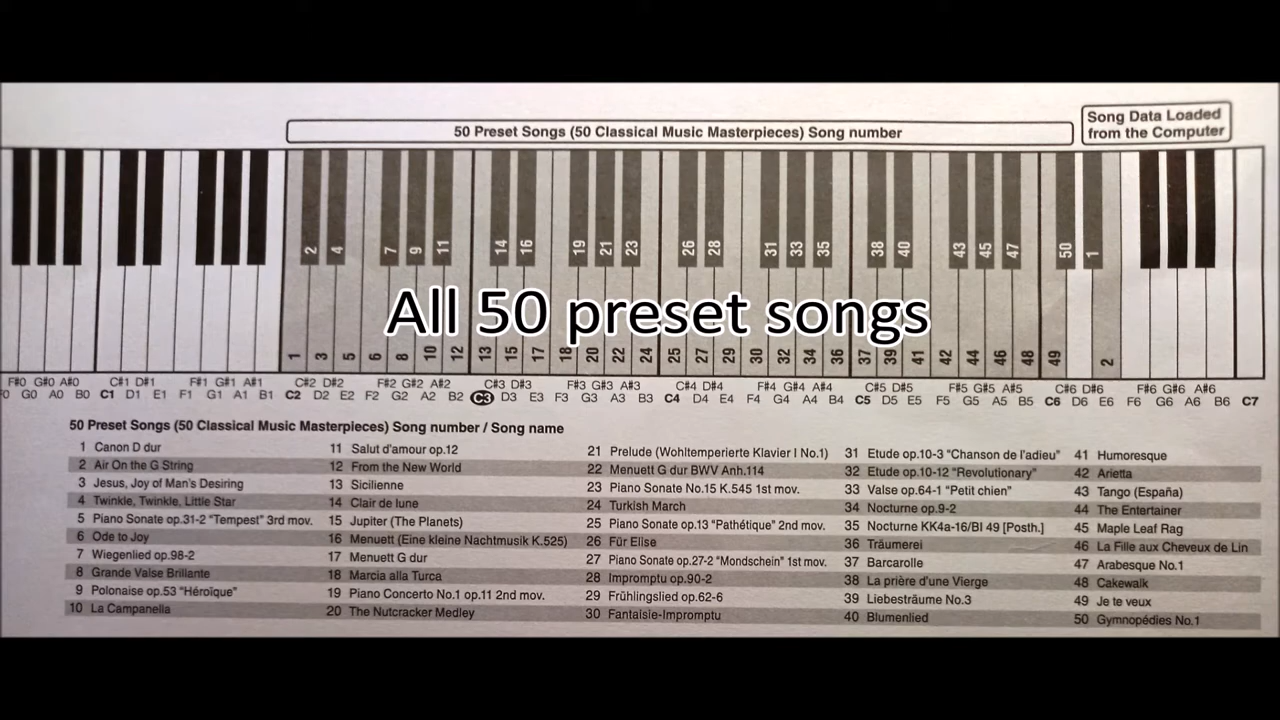 50 Preset Songs (50 Classical Music Masterpieces) Song number
Song Data Loaded
from the Computer
2 4 7 9 11 14 16 19 21 23 26 28 31 33 35 38 40 43 45 47 50 1
All 50 preset songs
1 3 5 6 8 10 12 13 15 17 18 20 22 24 25 27 29 30 32 34 36 37 39 41 42 44 46 48 49 2
F#0 G#0 A#0 C#1 D#1 F#1 G#1 A#1 C#2 D#2 F#2 G#2 A#2 C#3 D#3 F#3 G#3 A#3 C#4 D#4 F#4 G#4 A#4 C#5 D#5 F#5 G#5 A#5 C#6 D#6 F#6 G#6 A#6
F0 G0 A0 B0 C1 D1 E1 F1 G1 A1 B1 C2 D2 E2 F2 G2 A2 B2 C3 D3 E3 F3 G3 A3 B3 C4 D4 E4 F4 G4 A4 B4 C5 D5 E5 F5 G5 A5 B5 C6 D6 E6 F6 G6 A6 B6 C7
50 Preset Songs (50 Classical Music Masterpieces) Song number / Song name
1 Canon D dur
2 Air On the G String
3 Jesus, Joy of Man's Desiring
4 Twinkle, Twinkle, Little Star
5 Piano Sonate op.31-2 "Tempest" 3rd mov.
6 Ode to Joy
7 Wiegenlied op.98-2
8 Grande Valse Brillante
9 Polonaise op.53 "Héroïque"
10 La Campanella
11 Salut d'amour op.12
12 From the New World
13 Sicilienne
14 Clair de lune
15 Jupiter (The Planets)
16 Menuett (Eine kleine Nachtmusik K.525)
17 Menuett G dur
18 Marcia alla Turca
19 Piano Concerto No.1 op.11 2nd mov.
20 The Nutcracker Medley
21 Prelude (Wohltemperierte Klavier I No.1)
22 Menuett G dur BWV Anh.114
23 Piano Sonate No.15 K.545 1st mov.
24 Turkish March
25 Piano Sonate op.13 "Pathétique" 2nd mov.
26 Für Elise
27 Piano Sonate op.27-2 "Mondschein" 1st mov.
28 Impromptu op.90-2
29 Frühlingslied op.62-6
30 Fantaisie-Impromptu
31 Etude op.10-3 "Chanson de l'adieu"
32 Etude op.10-12 "Revolutionary"
33 Valse op.64-1 "Petit chien"
34 Nocturne op.9-2
35 Nocturne KK4a-16/BI 49 [Posth.]
36 Träumerei
37 Barcarolle
38 La prière d'une Vierge
39 Liebesträume No.3
40 Blumenlied
41 Humoresque
42 Arietta
43 Tango (España)
44 The Entertainer
45 Maple Leaf Rag
46 La Fille aux Cheveux de Lin
47 Arabesque No.1
48 Cakewalk
49 Je te veux
50 Gymnopédies No.1